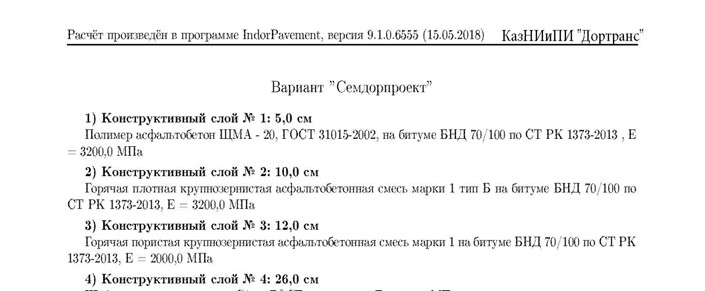 Расчёт произведён в программе IndorPavement, версия 9.1.0.6555 (15.05.2018) КазНИиПИ "Дортранс"
Вариант "Семдорпроект"
1) Конструктивный слой № 1: 5,0 см
Полимер асфальтобетон ЩМА - 20, ГОСТ 31015-2002, на битуме БНД 70/100 по СТ РК 1373-2013 , E
= 3200,0 МПа
2) Конструктивный слой № 2: 10,0 см
Горячая плотная крупнозернистая асфальтобетонная смесь марки 1 тип Б на битуме БНД 70/100 по
СТ РК 1373-2013, E = 3200,0 МПа
3) Конструктивный слой № 3: 12,0 см
Горячая пористая крупнозернистая асфальтобетонная смесь марки 1 на битуме БНД 70/100 по СТ РК
1373-2013, E = 2000,0 МПа
4) Конструктивный слой № 4: 26,0 см